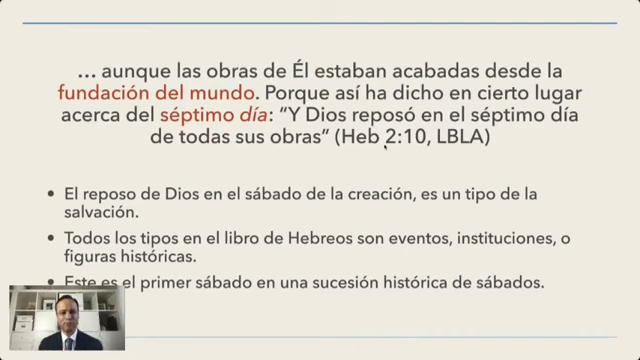 ... aunque las obras de Él estaban acabadas desde la
fundación del mundo. Porque así ha dicho en cierto lugar
acerca del séptimo día: “Y Dios reposó en el séptimo día
de todas sus obras” (Heb 2:10, LBLA)
• El reposo de Dios en el sábado de la creación, es un tipo de la
salvación.
• Todos los tipos en el libro de Hebreos son eventos, instituciones, o
figuras históricas.
• Este es el primer sábado en una sucesión histórica de sábados.